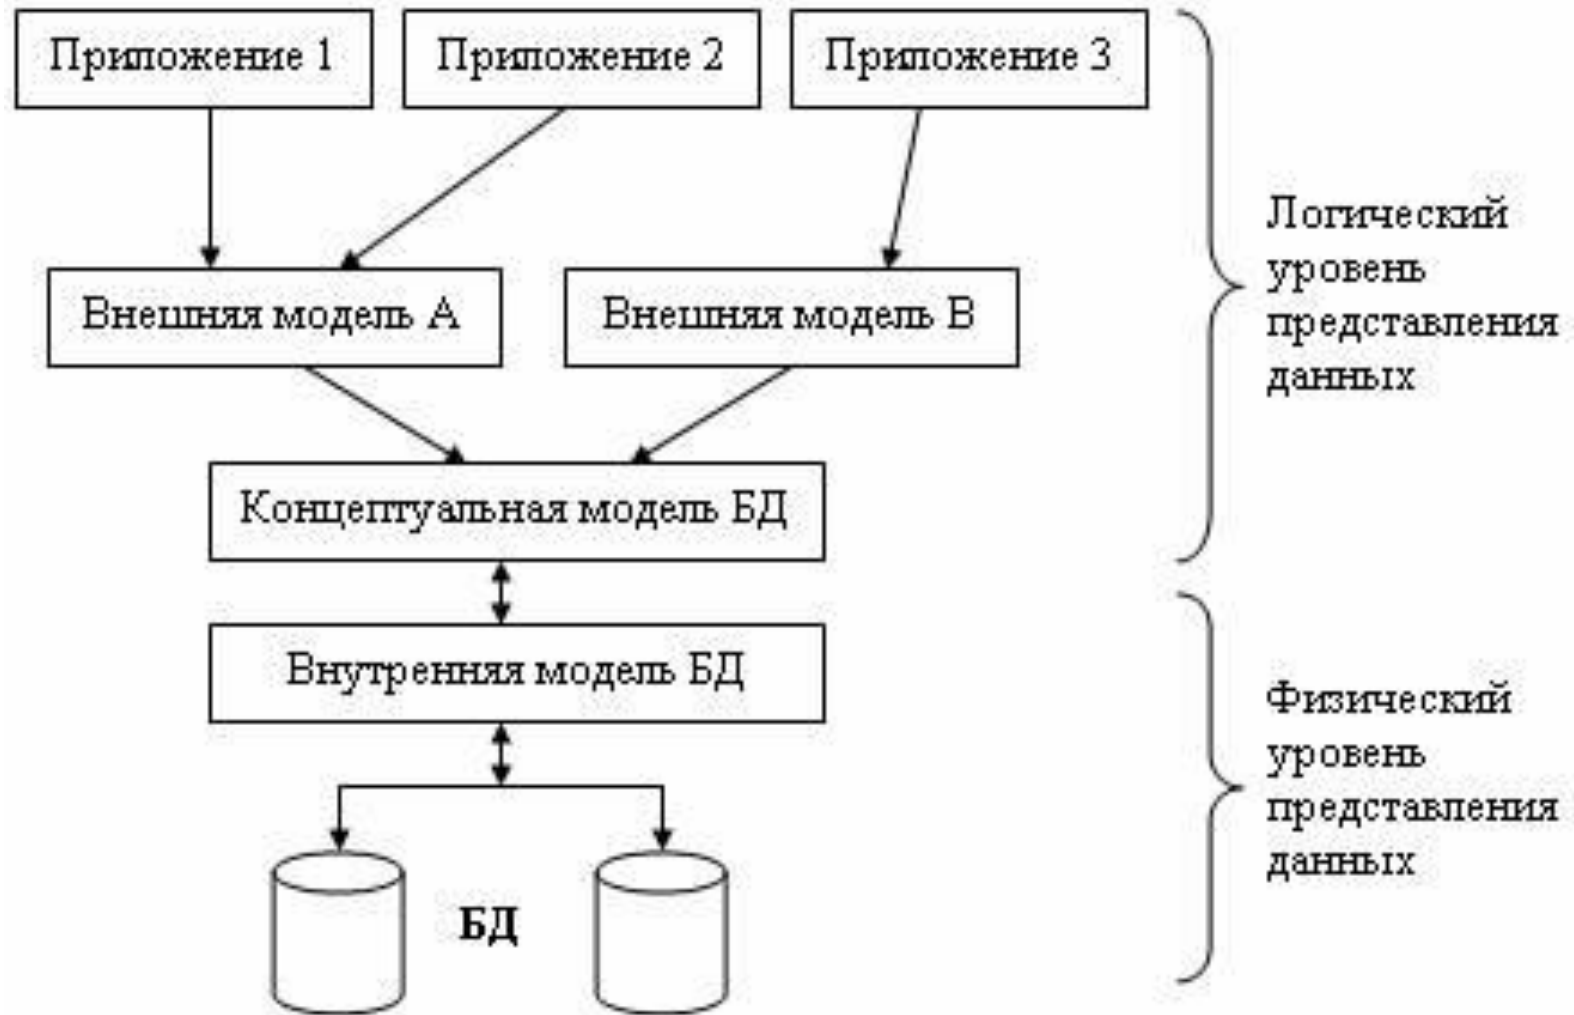 Приложение 1
Приложение 2
Приложение 3
Внешняя модель А
Внешняя модель В
Логический
уровень
представления
данных
Концептуальная модель БД
Внутренняя модель БД
Физический
уровень
представления
данных
БД